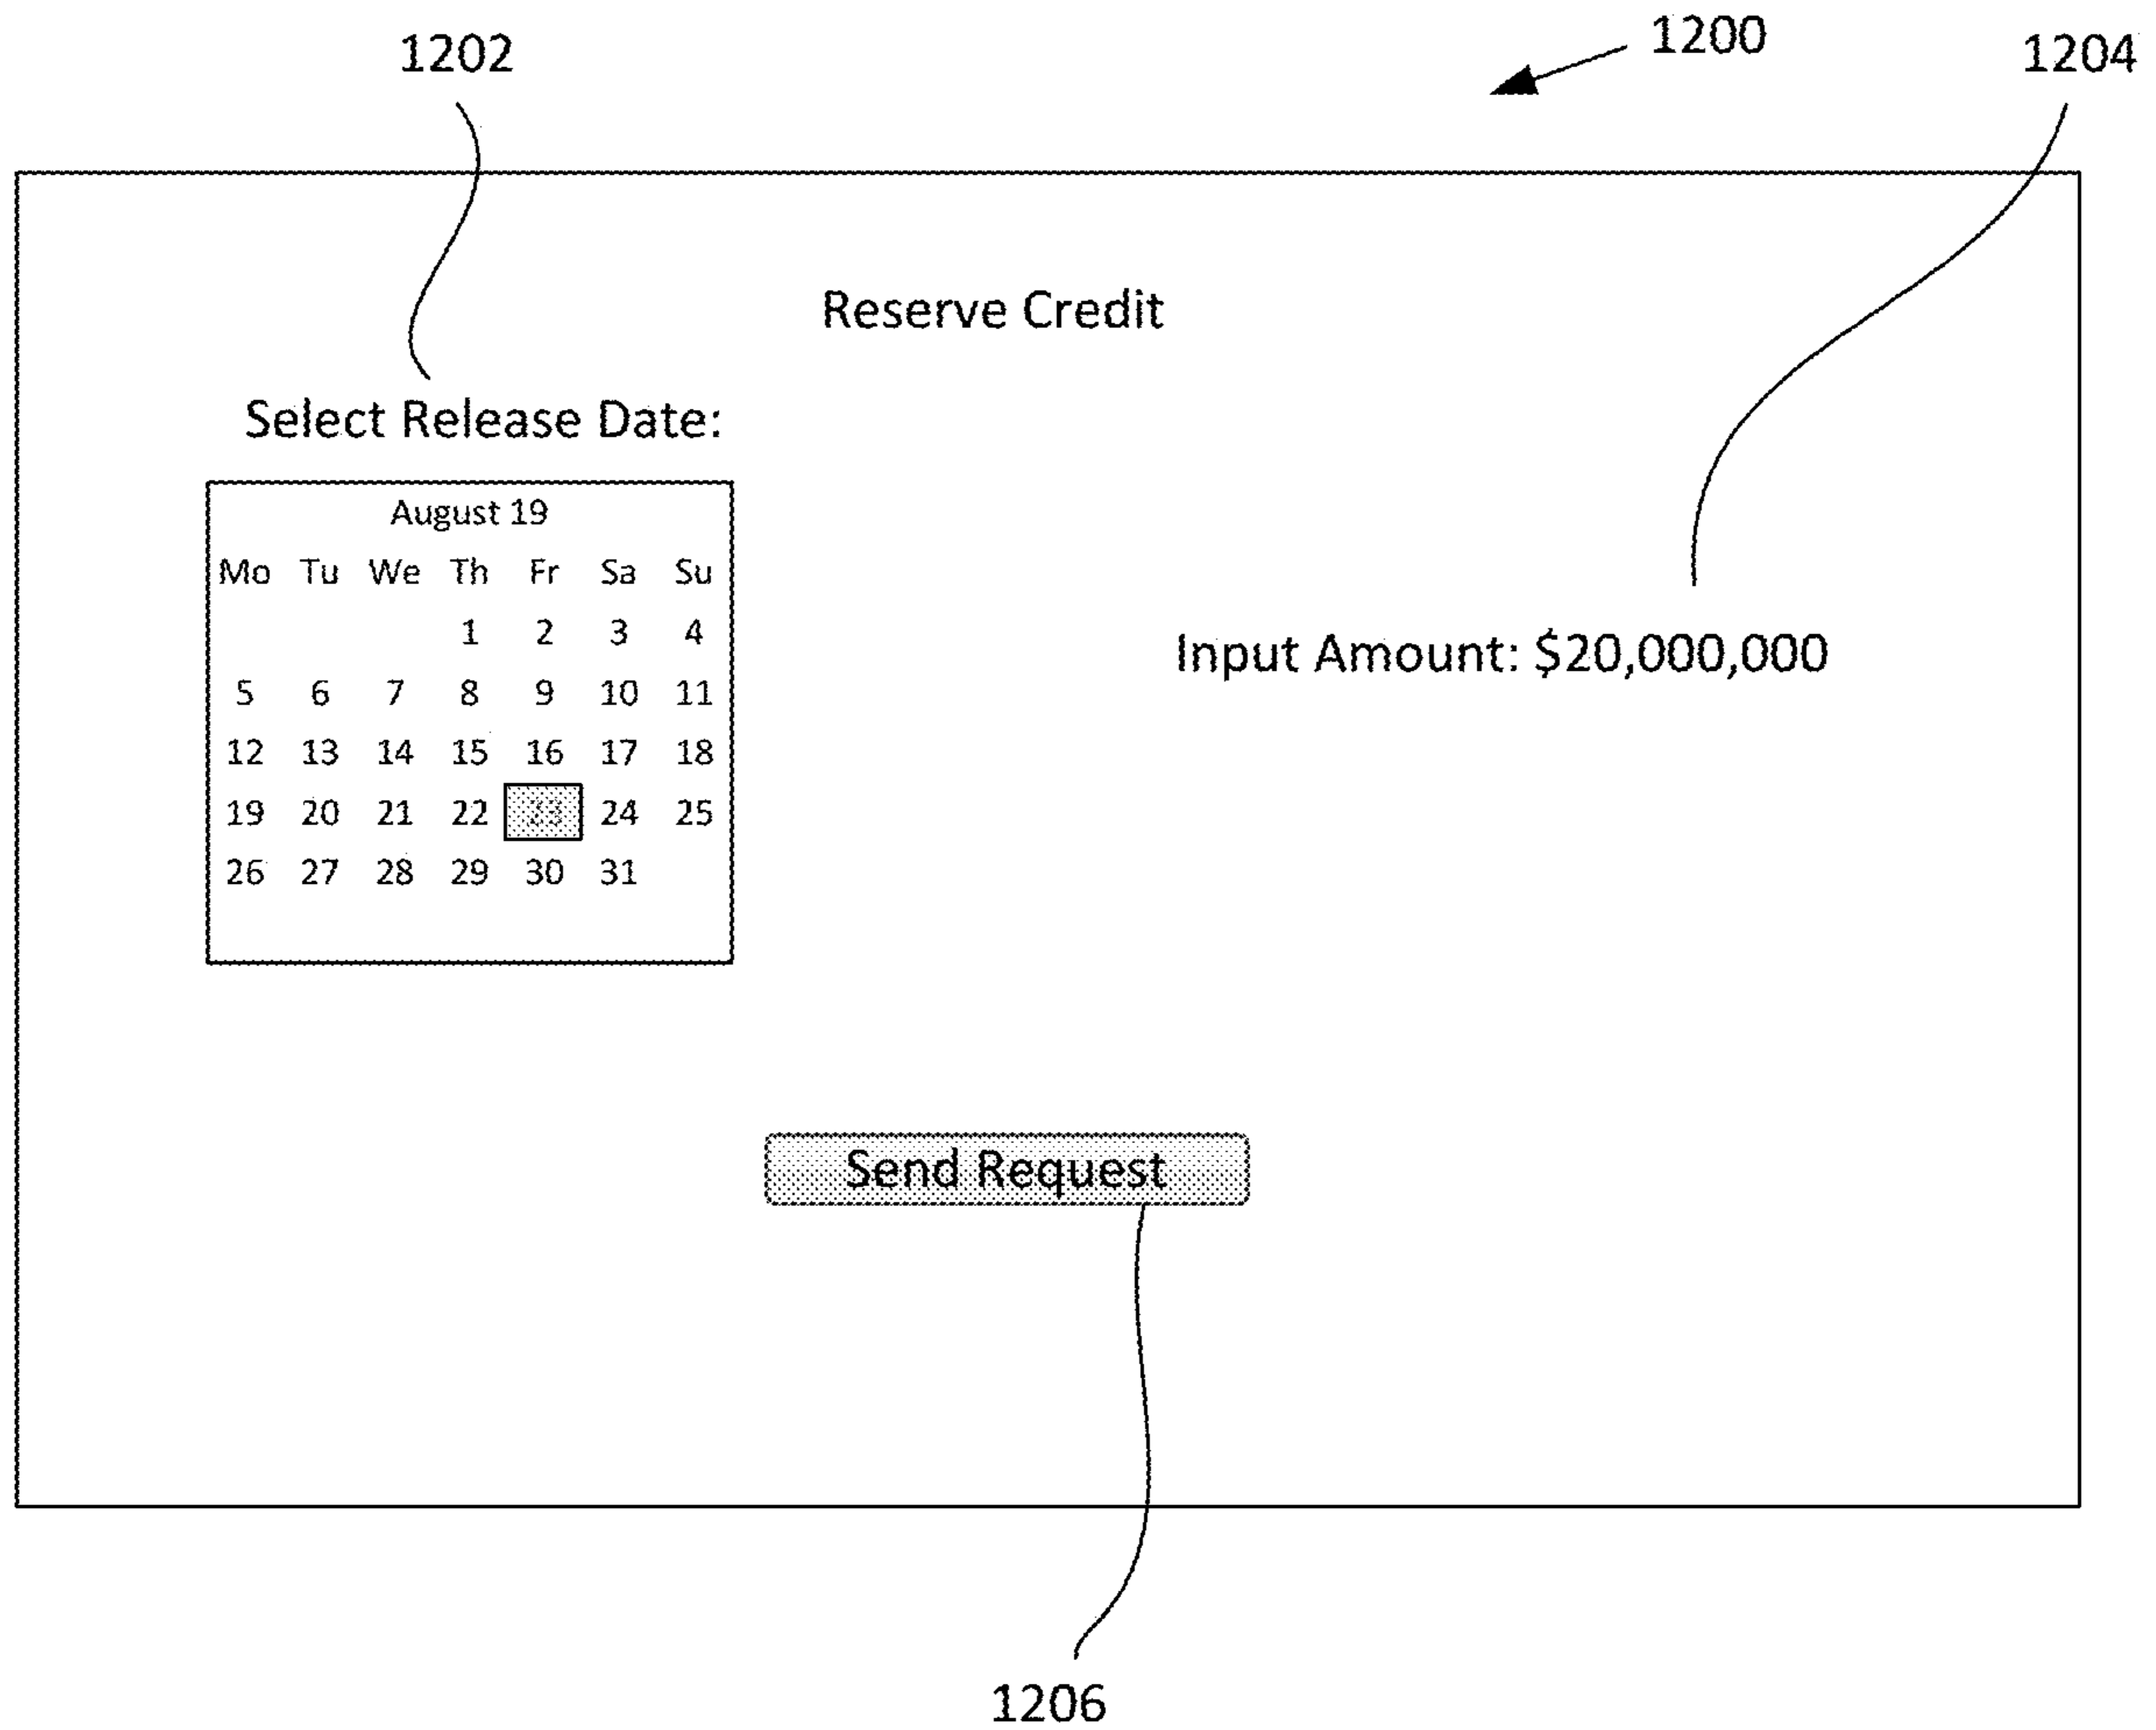 1202
1200
1204
Reserve Credit
Select Release Date:
August 19
Mo Tu We Th Fr Sa Su
1 2 3 4
5 6 7 8 9 10 11
12 13 14 15 16 17 18
19 20 21 22 23 24 25
26 27 28 29 30 31
Input Amount: $20,000,000
Send Request
1206